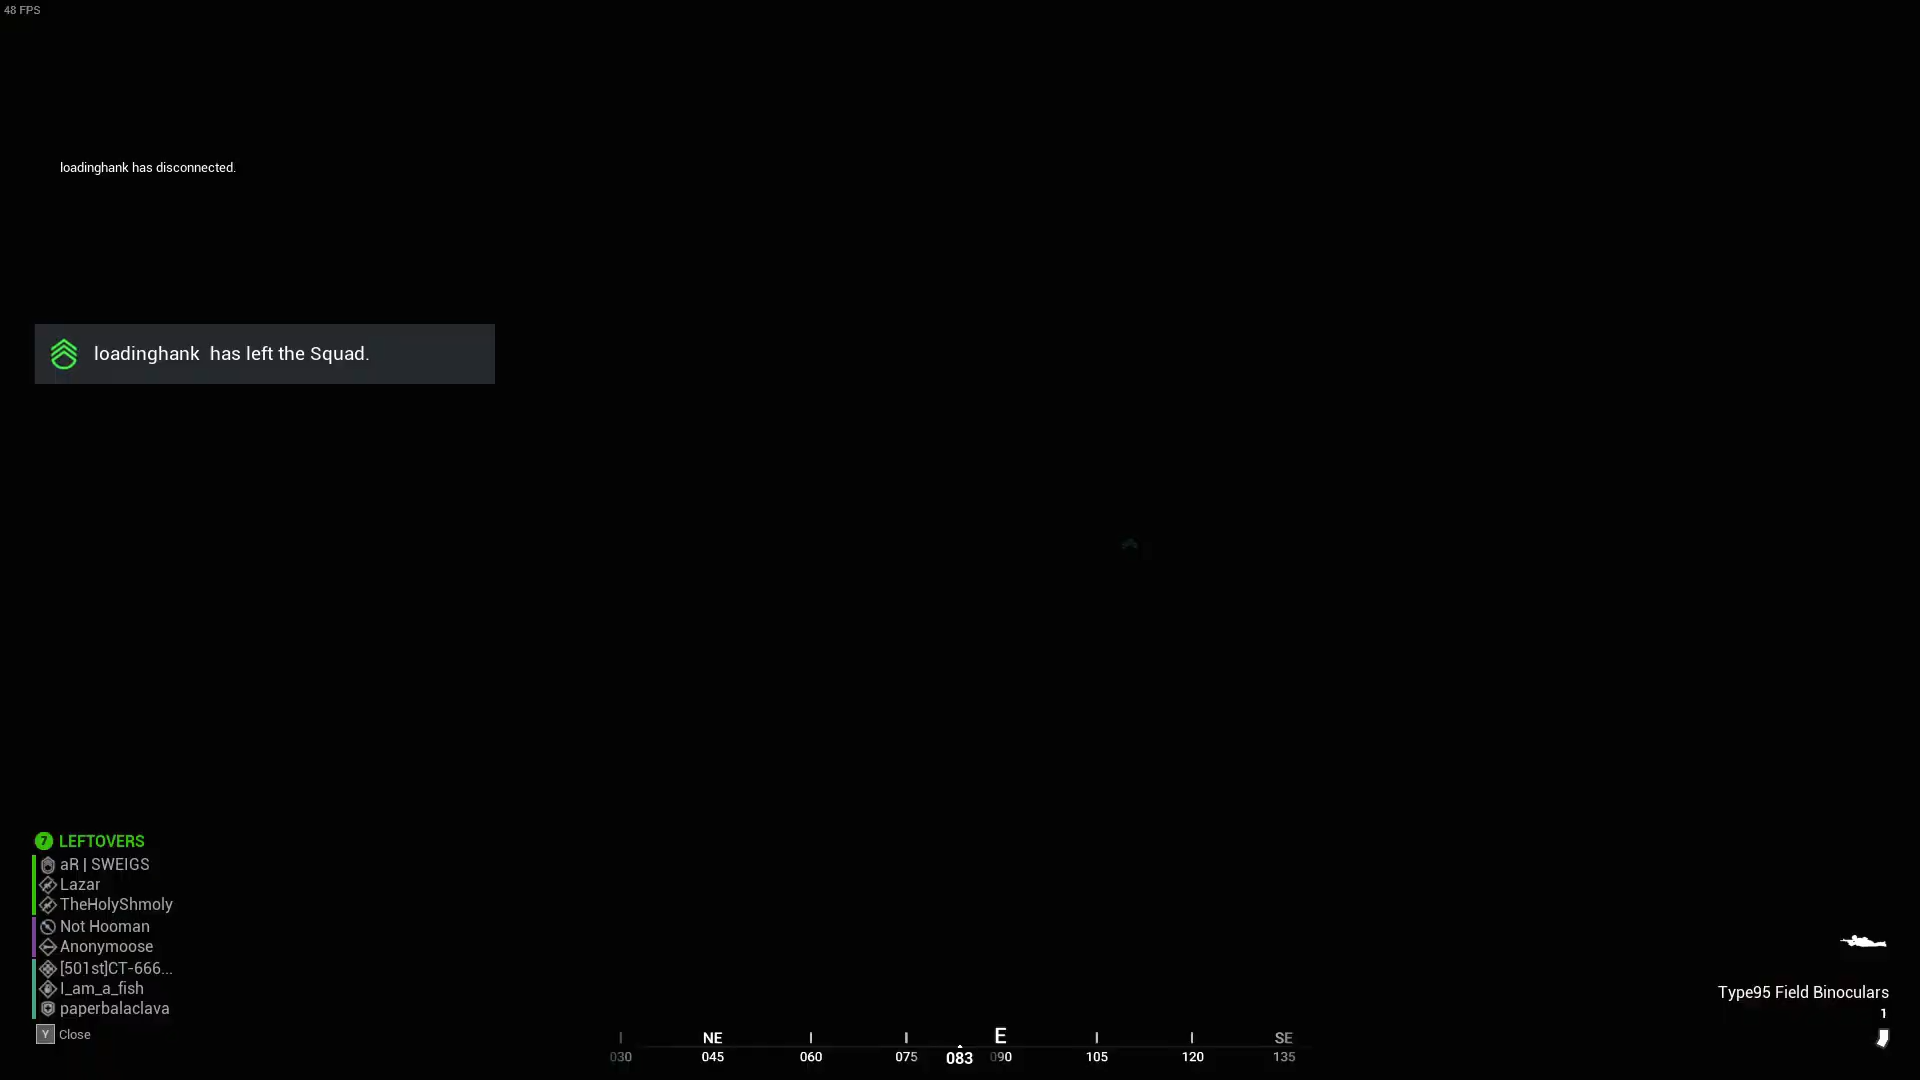 48 FPS
loadinghank has disconnected.
loadinghank has left the Squad.
7 LEFTOVERS
aR | SWEIGS
Lazar
TheHolyShmoly
Not Hooman
Anonymoose
[501st]CT-666...
I_am_a_fish
paperbalaclava
Y Close
NE E SE
030 045 060 075 083 090 105 120 135
Type95 Field Binoculars
1